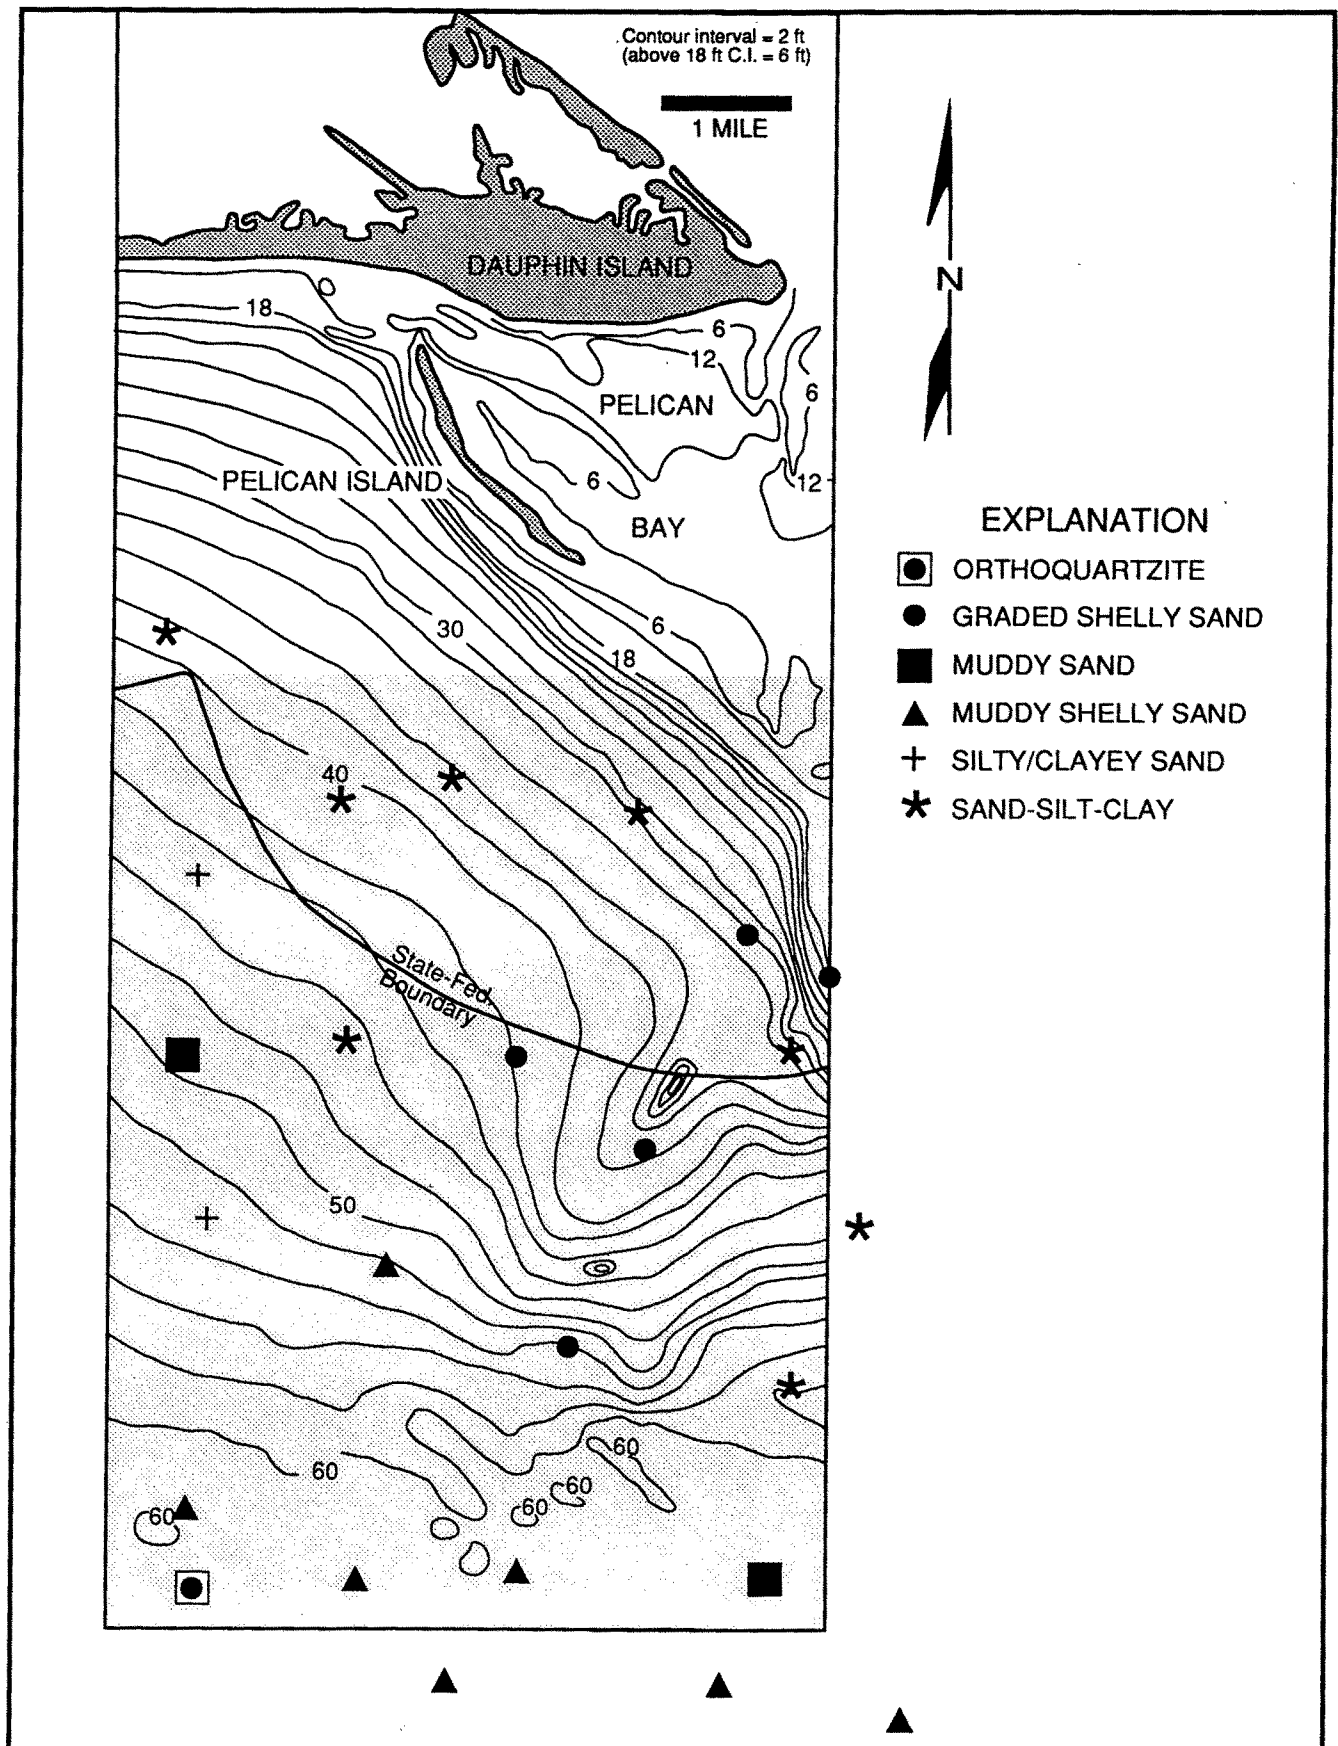 Contour interval = 2 ft
(above 18 ft C.I. = 6 ft)
1 MILE
DAUPHIN ISLAND
N
18
6
12
6
PELICAN
PELICAN ISLAND
6
12
BAY
EXPLANATION
ORTHOQUARTZITE
GRADED SHELLY SAND
MUDDY SAND
MUDDY SHELLY SAND
SILTY/CLAYEY SAND
SAND-SILT-CLAY
30
6
18
40
State-Fed.
Boundary
50
60
60
60
60
60